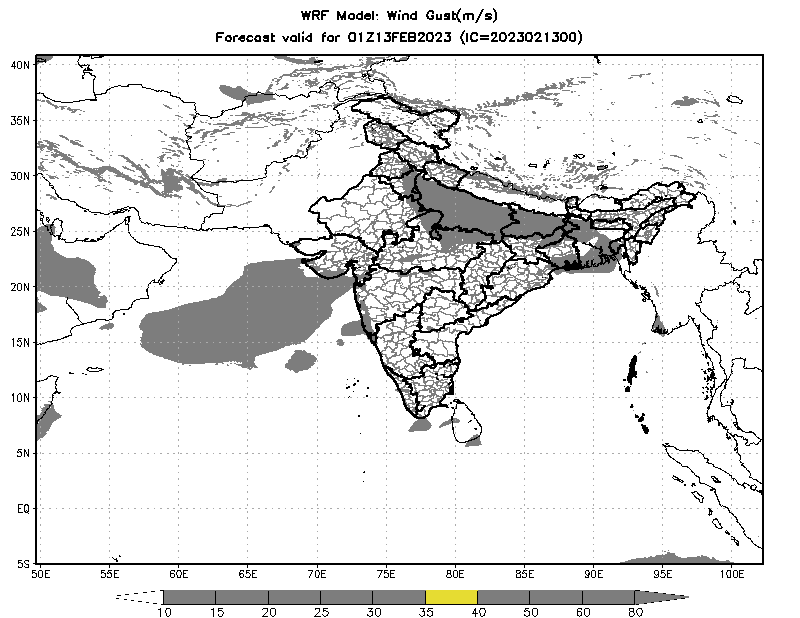 WRF Model: Wind Gust(m/s)
Forecast valid for 01Z13FEB2023 (IC=2023021300)
40N
35N
30N
25N
20N
15N
10N
5N
EQ
5S
50E 55E 60E 65E 70E 75E 80E 85E 90E 95E 100E
10 15 20 25 30 35 40 50 60 80